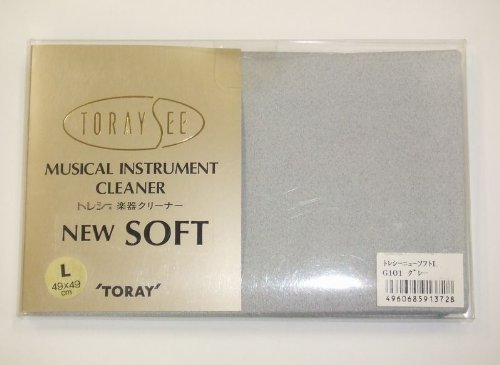 TORAYSEE
MUSICAL INSTRUMENT
CLEANER
トレシー楽器クリーナー
NEW SOFT
L
49×49
cm
"TORAY"
トレシーニューソフトL
G101 グレー
4960685913728